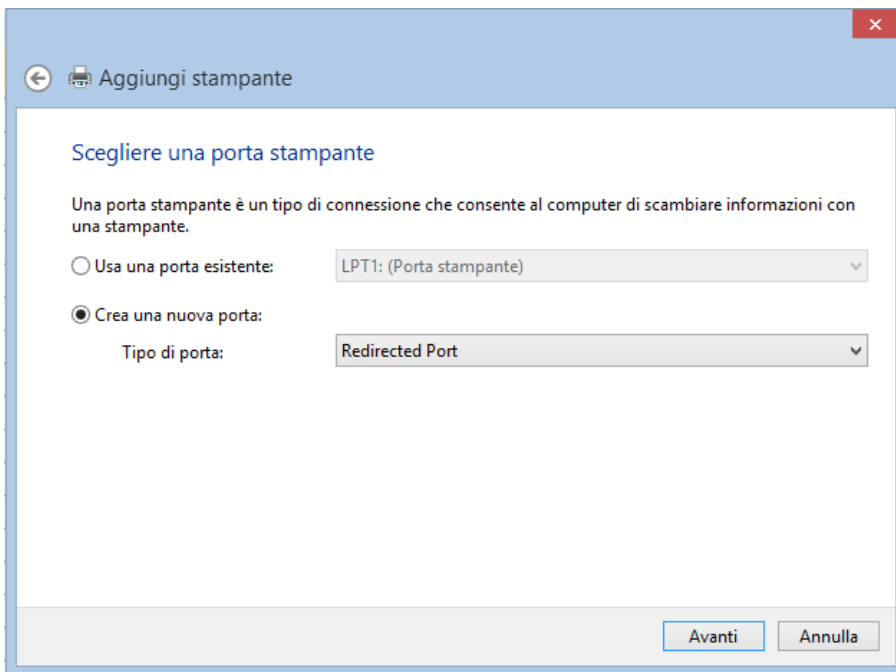 Aggiungi stampante
Scegliere una porta stampante
Una porta stampante è un tipo di connessione che consente al computer di scambiare informazioni con
una stampante.
Usa una porta esistente:
LPT1: (Porta stampante)
Crea una nuova porta:
Tipo di porta:
Redirected Port
Avanti
Annulla